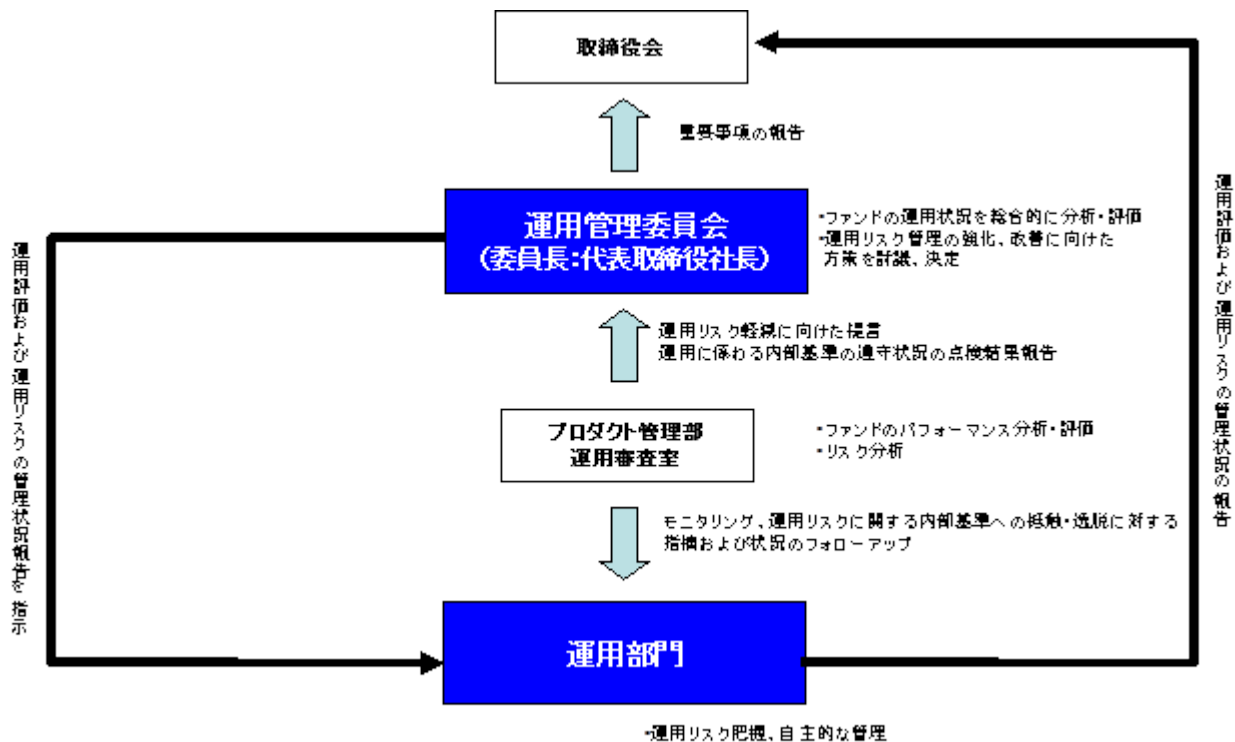 取締役会
重要事項の報告
運用管理委員会
(委員長:代表取締役社長)
・ファンドの運用状況を総合的に分析・評価
・運用リスク管理の強化、改善に向けた
方策を討議、決定
運用リスク軽減に向けた提言
運用に係わる内部基準の遵守状況の点検結果報告
プロダクト管理部
運用審査室
・ファンドのパフォーマンス分析・評価
・リスク分析
モニタリング、運用リスクに関する内部基準への抵触・逸脱に対する
指摘および状況のフォローアップ
運用部門
・運用リスク把握、自主的な管理
運用評価および運用リスクの管理状況報告を指示
運用評価および運用リスクの管理状況の報告